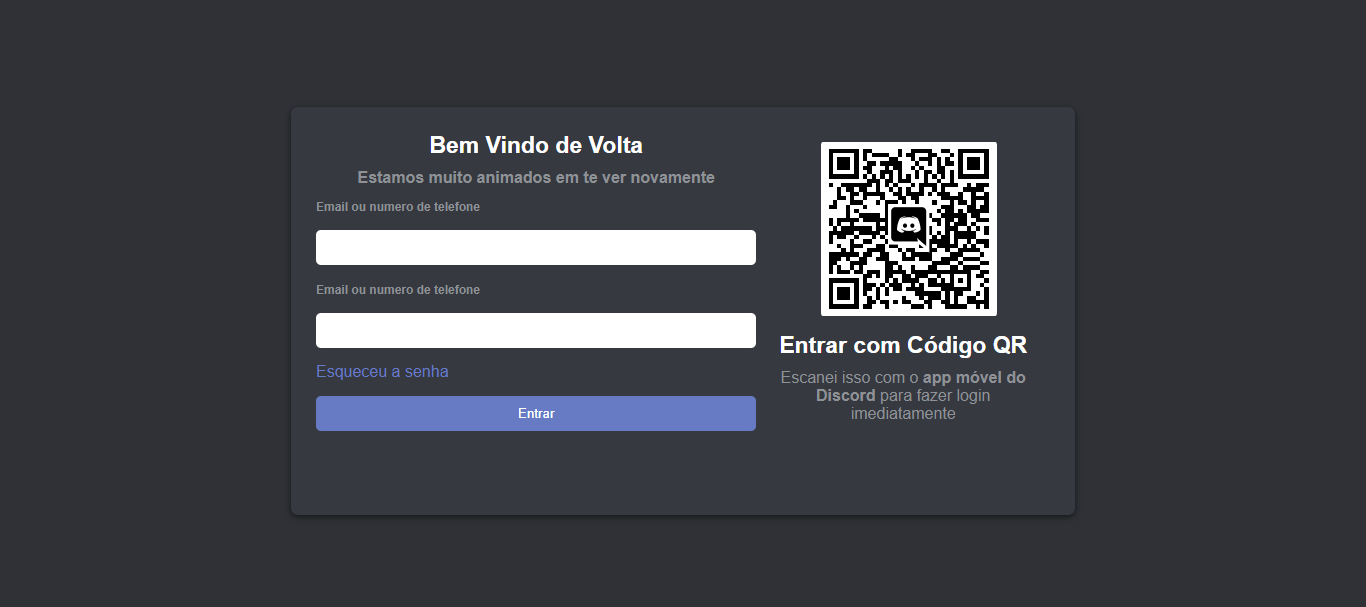 Bem Vindo de Volta
Estamos muito animados em te ver novamente
Email ou numero de telefone
Email ou numero de telefone
Esqueceu a senha
Entrar
Entrar com Código QR
Escanei isso com o app móvel do
Discord para fazer login
imediatamente